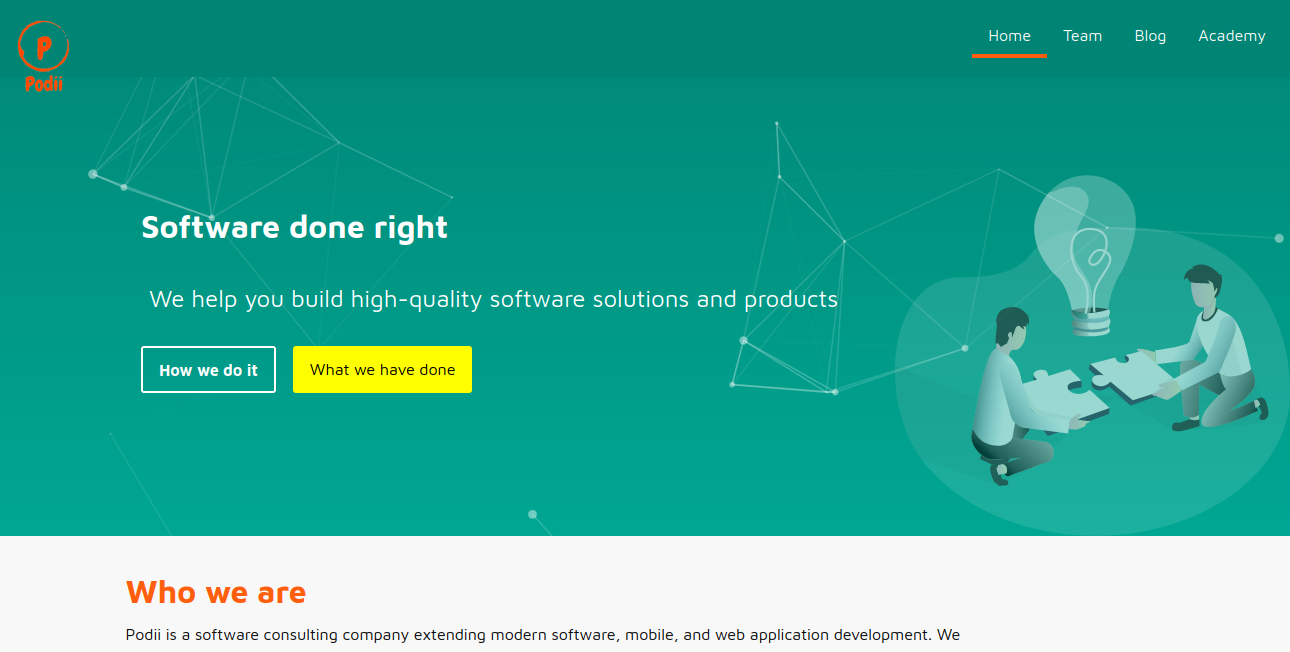 P
Podii
Home Team Blog Academy
Software done right
We help you build high-quality software solutions and products
How we do it What we have done
Who we are
Podii is a software consulting company extending modern software, mobile, and web application development. We